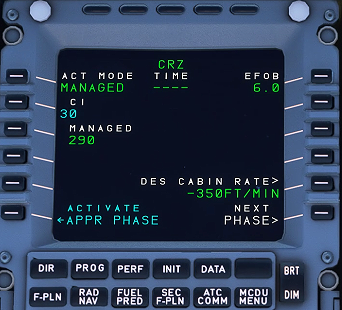 CRZ
ACT MODE TIME EFOB
MANAGED ---- 6.0
CI
30
MANAGED
290
DES CABIN RATE>
-350FT/MIN
ACTIVATE NEXT
←APPR PHASE PHASE>
DIR PROG PERF INIT DATA BRT
F-PLN RAD NAV FUEL PRED SEC F-PLN ATC COMM MCDU MENU DIM